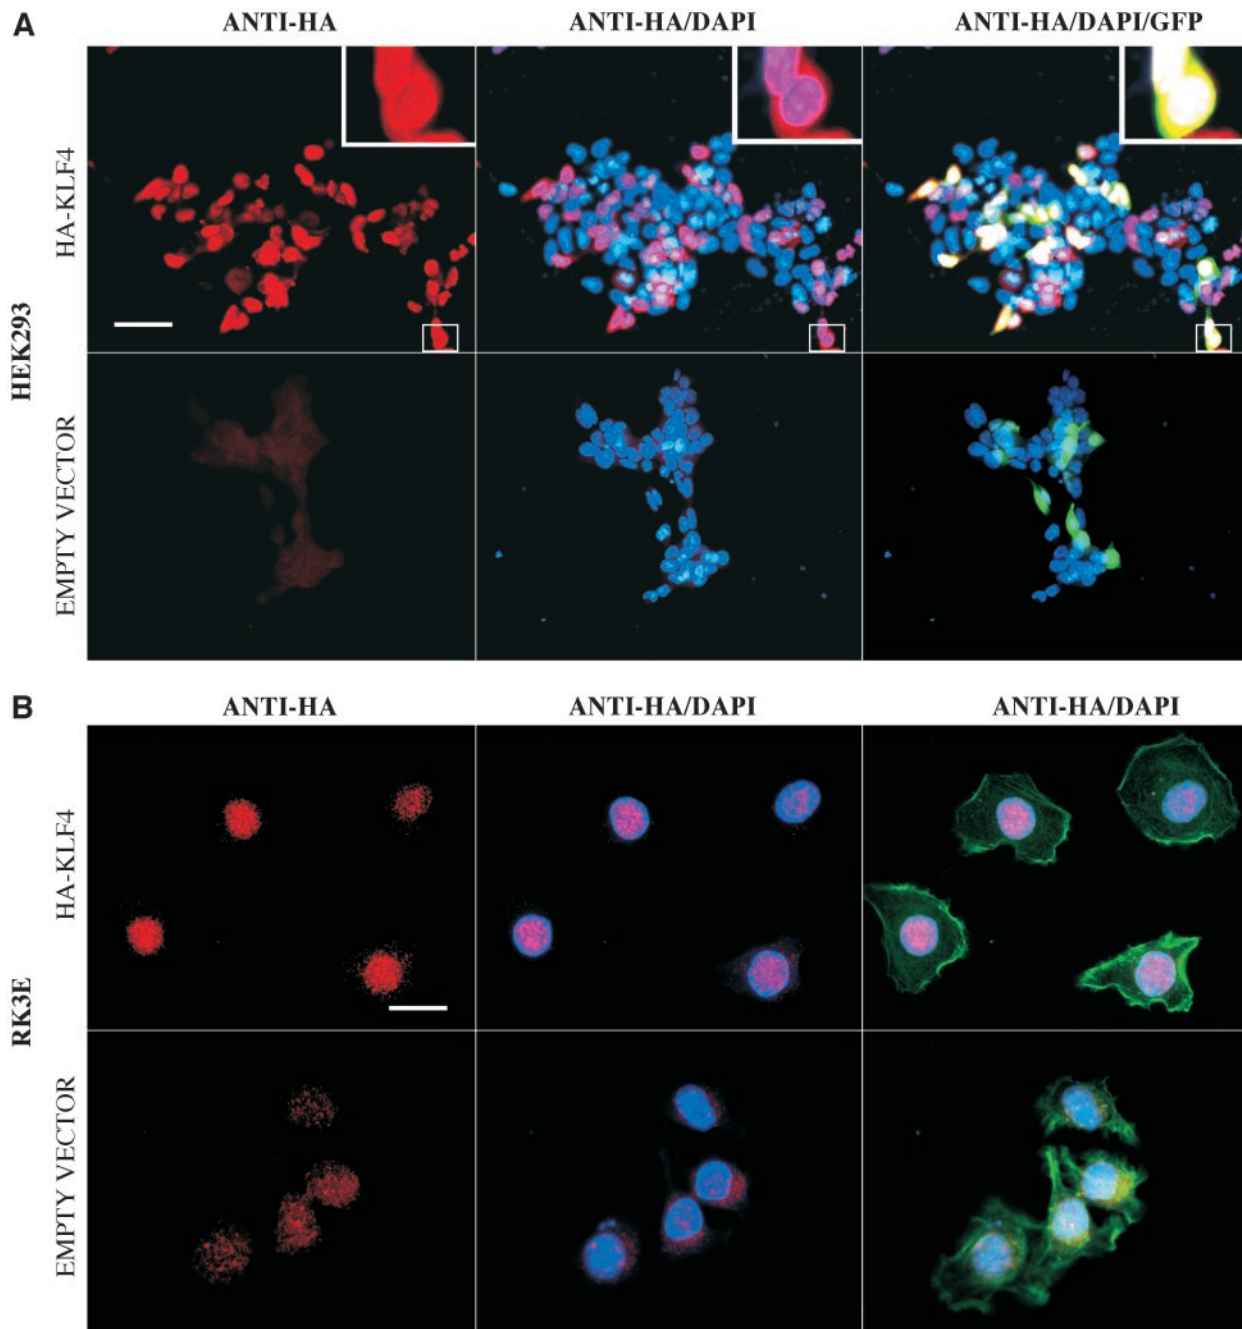 A
ANTI-HA
ANTI-HA/DAPI
ANTI-HA/DAPI/GFP
HEK293
HA-KLF4
EMPTY VECTOR
B
ANTI-HA
ANTI-HA/DAPI
ANTI-HA/DAPI
RK3E
HA-KLF4
EMPTY VECTOR